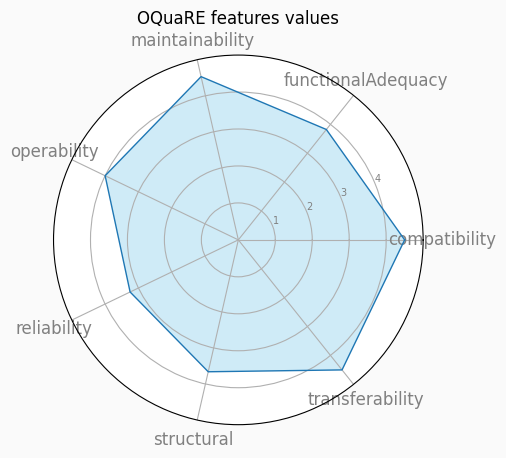 OQuaRE features values
maintainability
functionalAdequacy
operability
4
3
2
1
compatibility
reliability
transferability
structural